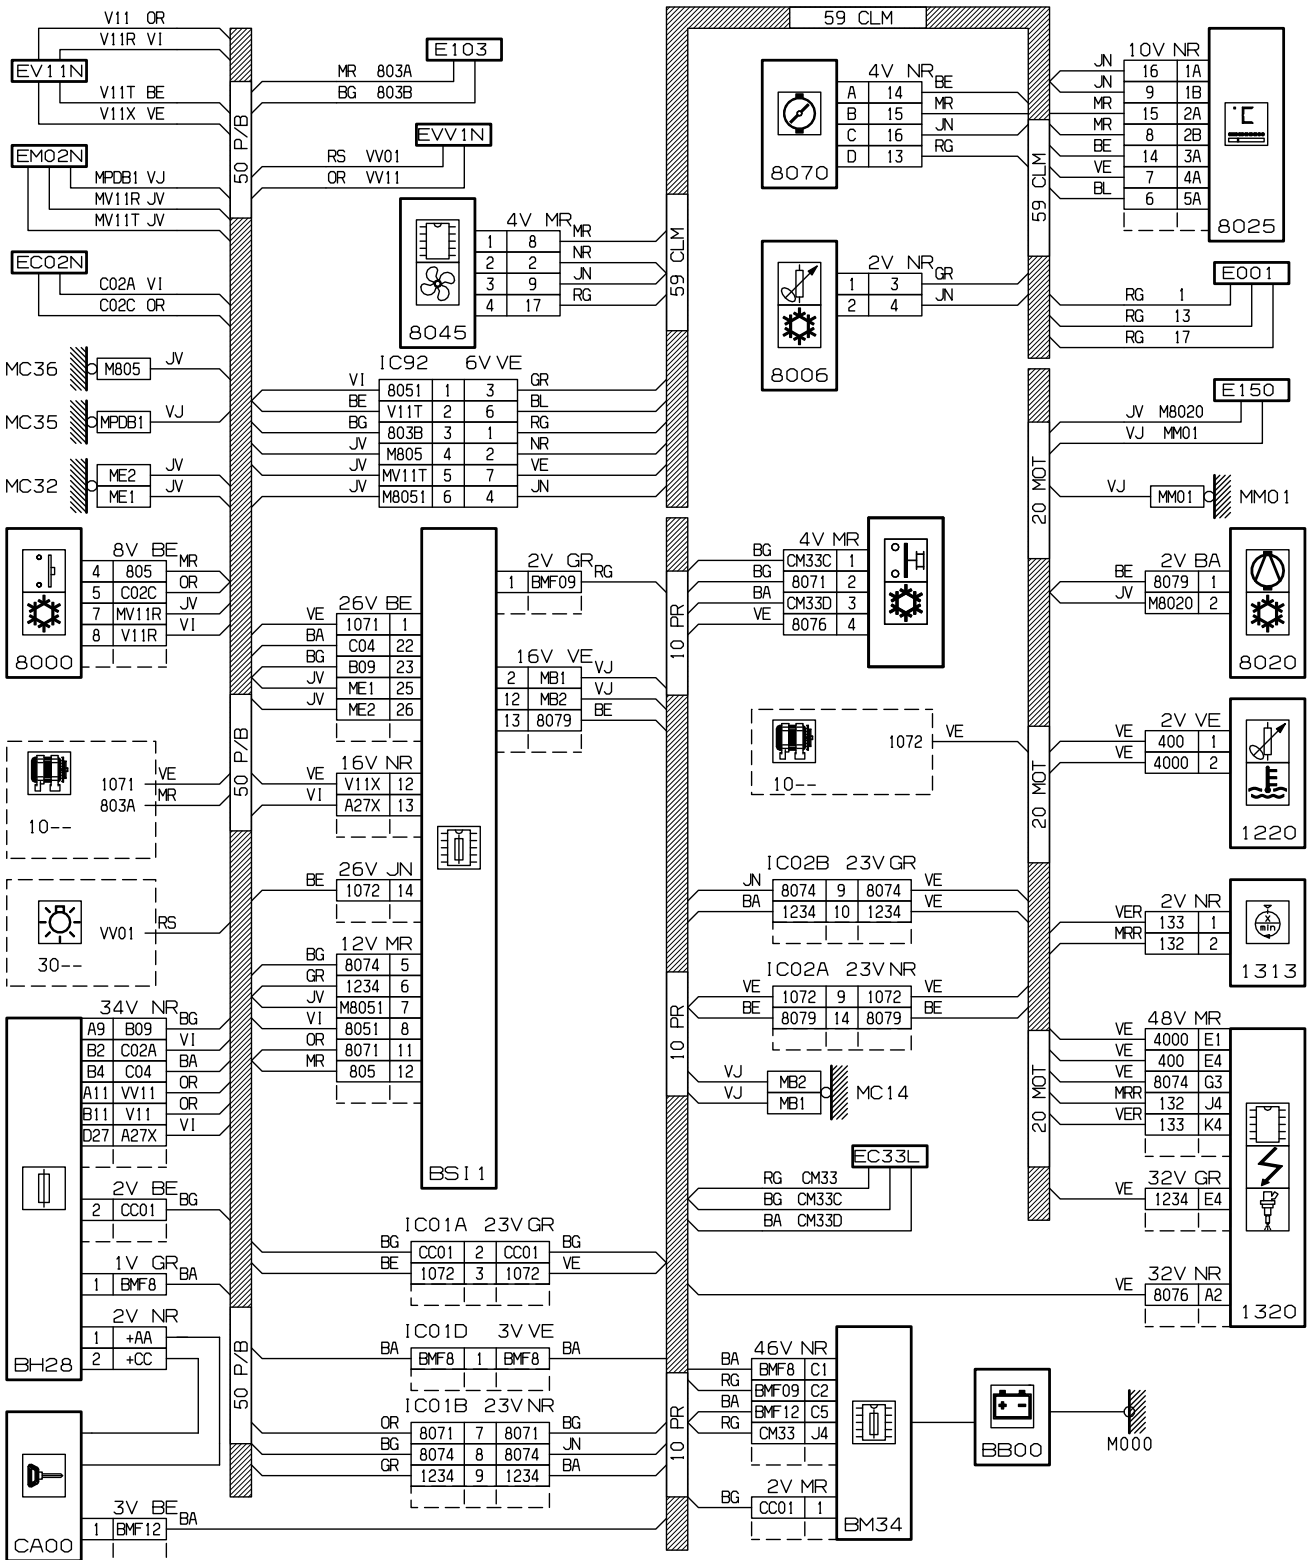 V11 OR
V11R VI
EV11N
V11T BE
V11X VE
EM02N
MPDB1 VJ
MV11R JV
MV11T JV
EC02N
C02A VI
C02C OR
MC36 M805 JV
MC35 MPDB1 VJ
MC32 ME2 JV
ME1 JV
8V BE
4 805 MR
5 C02C OR
7 MV11R JV
8 V11R VI
8000
1071 VE
803A MR
10--
VV01 RS
30--
34V NR
A9 B09 BG
B2 C02A VI
B4 C04 BA
A11 VV11 OR
B11 V11 OR
D27 A27X VI
2V BE
2 CC01 BG
1V GR
1 BMF8 BA
2V NR
1 +AA
2 +CC
BH28
CA00
3V BE
1 BMF12 BA
50 P/B
50 P/B
50 P/B
E103
MR 803A
BG 803B
EVV1N
RS VV01
OR VV11
4V MR
1 8 MR
2 2 NR
3 9 JN
4 17 RG
8045
IC92 6V VE
VI 8051 1 3 GR
BE V11T 2 6 BL
BG 803B 3 1 RG
JV M805 4 2 NR
JV MV11T 5 7 VE
JV M8051 6 4 JN
26V BE
VE 1071 1
BA C04 22
BG B09 23
JV ME1 25
JV ME2 26
16V NR
VE V11X 12
VI A27X 13
26V JN
BE 1072 14
12V MR
BG 8074 5
GR 1234 6
JV M8051 7
VI 8051 8
OR 8071 11
MR 805 12
BSI1
2V GR
1 BMF09 RG
16V VE
2 MB1 VJ
12 MB2 VJ
13 8079 BE
IC01A 23V GR
BG CC01 2 CC01 BG
BE 1072 3 1072 VE
IC01D 3V VE
BA BMF8 1 BMF8 BA
IC01B 23V NR
OR 8071 7 8071 BG
BG 8074 8 8074 JN
GR 1234 9 1234 BA
59 CLM
59 CLM
59 CLM
10 PR
10 PR
10 PR
4V NR
A 14 BE
B 15 MR
C 16 JN
D 13 RG
8070
2V NR
1 3 GR
2 4 JN
8006
4V MR
BG CM33C 1
BG 8071 2
BA CM33D 3
VE 8076 4
1072 VE
10--
IC02B 23V GR
JN 8074 9 8074 VE
BA 1234 10 1234 VE
IC02A 23V NR
VE 1072 9 1072 VE
BE 8079 14 8079 BE
VJ MB2
VJ MB1
MC14
EC33L
RG CM33
BG CM33C
BA CM33D
46V NR
BA BMF8 C1
RG BMF09 C2
BA BMF12 C5
RG CM33 J4
2V MR
BG CC01 1
BM34
BB00
M000
10V NR
JN 16 1A
JN 9 1B
MR 15 2A
MR 8 2B
BE 14 3A
VE 7 4A
BL 6 5A
°C
8025
E001
RG 1
RG 13
RG 17
E150
JV M8020
VJ MM01
20 MOT
20 MOT
20 MOT
VJ MM01 MM01
2V BA
BE 8079 1
JV M8020 2
8020
2V VE
VE 400 1
VE 4000 2
1220
2V NR
VER 133 1
MRR 132 2
x
min
1313
48V MR
VE 4000 E1
VE 400 E4
VE 8074 G3
MRR 132 J4
VER 133 K4
32V GR
VE 1234 E4
32V NR
VE 8076 A2
1320